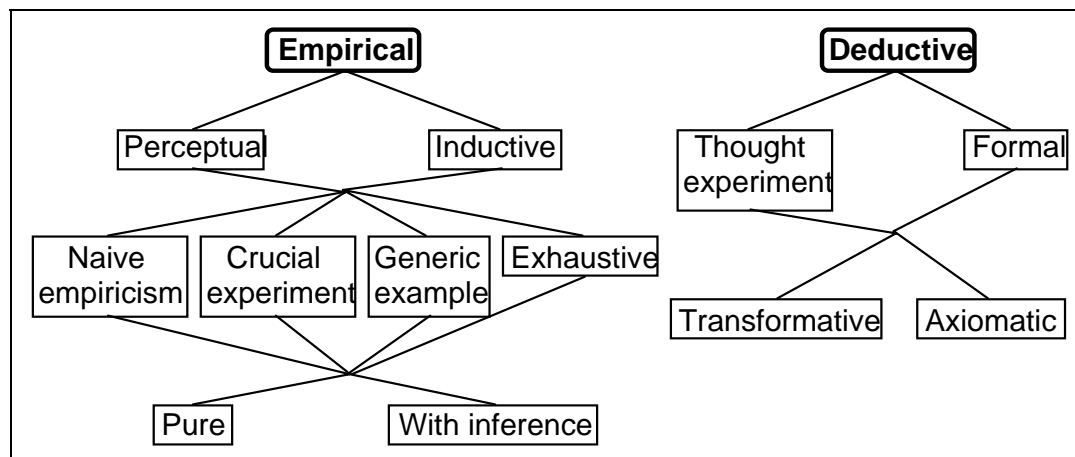 Empirical
Deductive
Perceptual
Inductive
Thought
experiment
Formal
Naive
empiricism
Crucial
experiment
Generic
example
Exhaustive
Transformative
Axiomatic
Pure
With inference